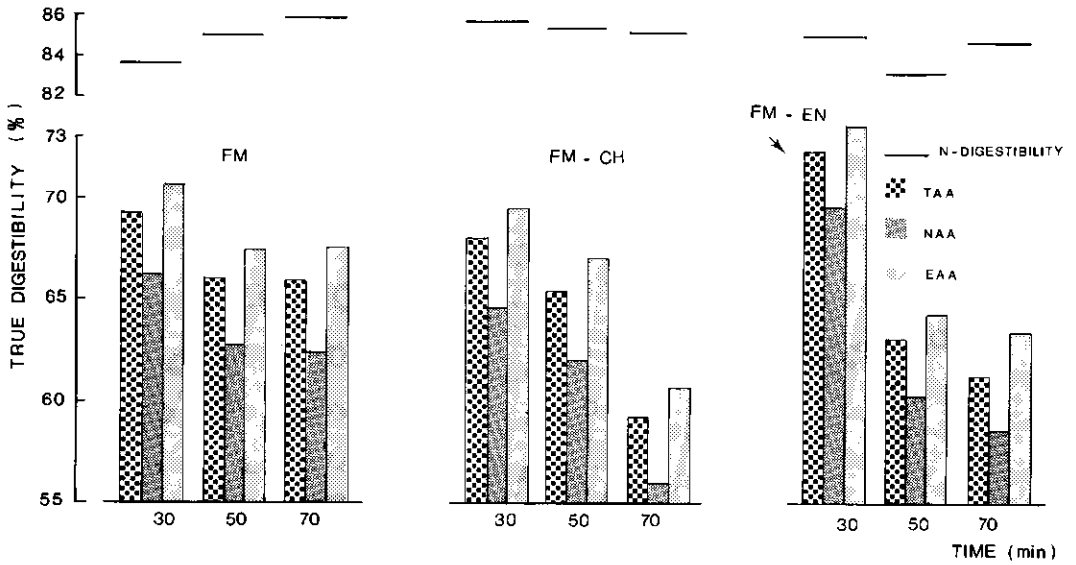 86
84
82
73
70
65
60
55
TRUE DIGESTIBILITY (%)
FM
FM - CH
FM - EN
N-DIGESTIBILITY
TAA
NAA
EAA
30 50 70
30 50 70
30 50 70
TIME (min)